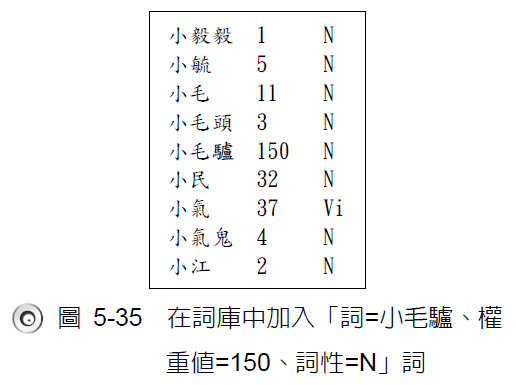 小毅毅 1 N
小毓 5 N
小毛 11 N
小毛頭 3 N
小毛驢 150 N
小民 32 N
小氣 37 Vi
小氣鬼 4 N
小江 2 N
圖 5-35 在詞庫中加入「詞=小毛驢、權
重值=150、詞性=N」詞